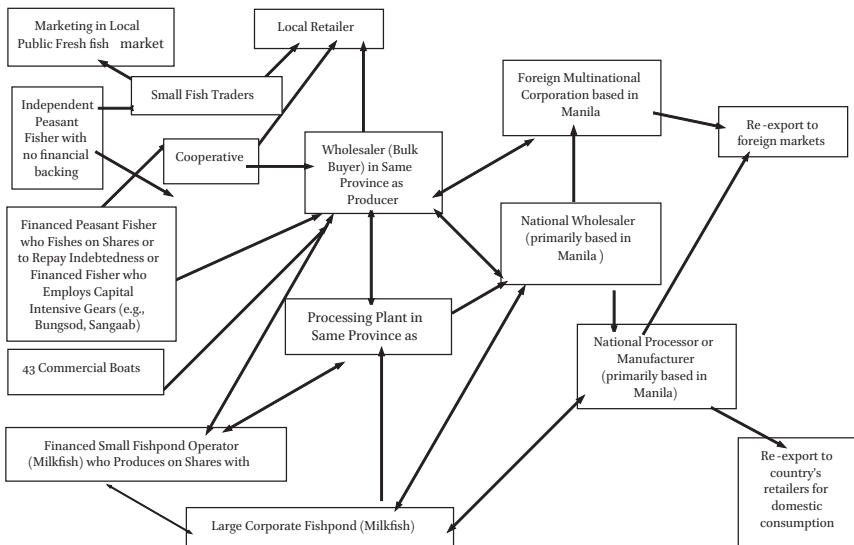 Marketing in Local
Public Fresh fish market
Local Retailer
Small Fish Traders
Independent
Peasant
Fisher with
no financial
backing
Cooperative
Wholesaler (Bulk
Buyer) in Same
Province as
Producer
Foreign Multinational
Corporation based in
Manila
Re-export to
foreign markets
Financed Peasant Fisher
who Fishes on Shares or
to Repay Indebtedness or
Financed Fisher who
Employs Capital
Intensive Gears (e.g.,
Bungsod, Sangaab)
National Wholesaler
(primarily based in
Manila )
Processing Plant in
Same Province as
National Processor or
Manufacturer
(primarily based in
Manila)
43 Commercial Boats
Financed Small Fishpond Operator
(Milkfish) who Produces on Shares with
Re-export to
country's
retailers for
domestic
consumption
Large Corporate Fishpond (Milkfish)